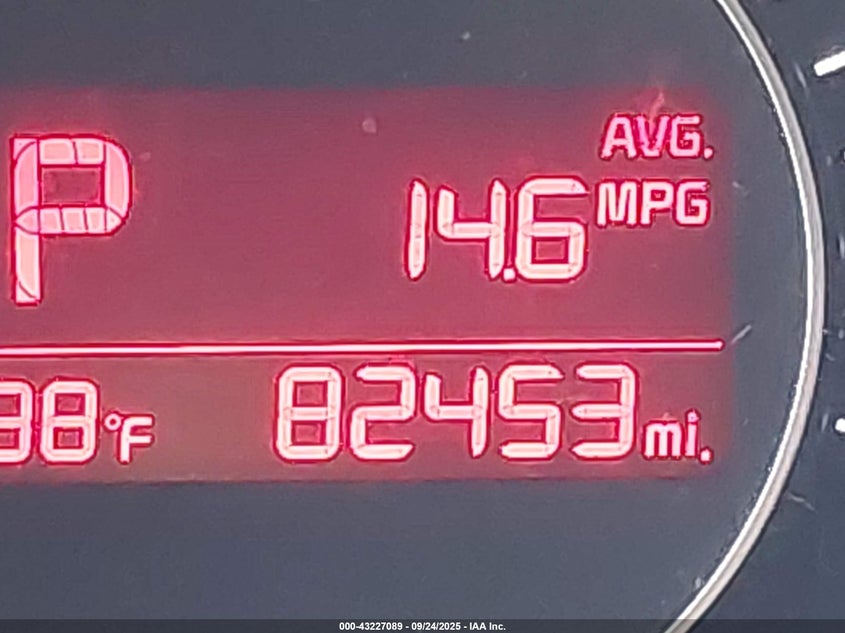 P
AVG.
14.6 MPG
38°F 82453 mi.
000-43227089 - 09/24/2025 - IAA Inc.